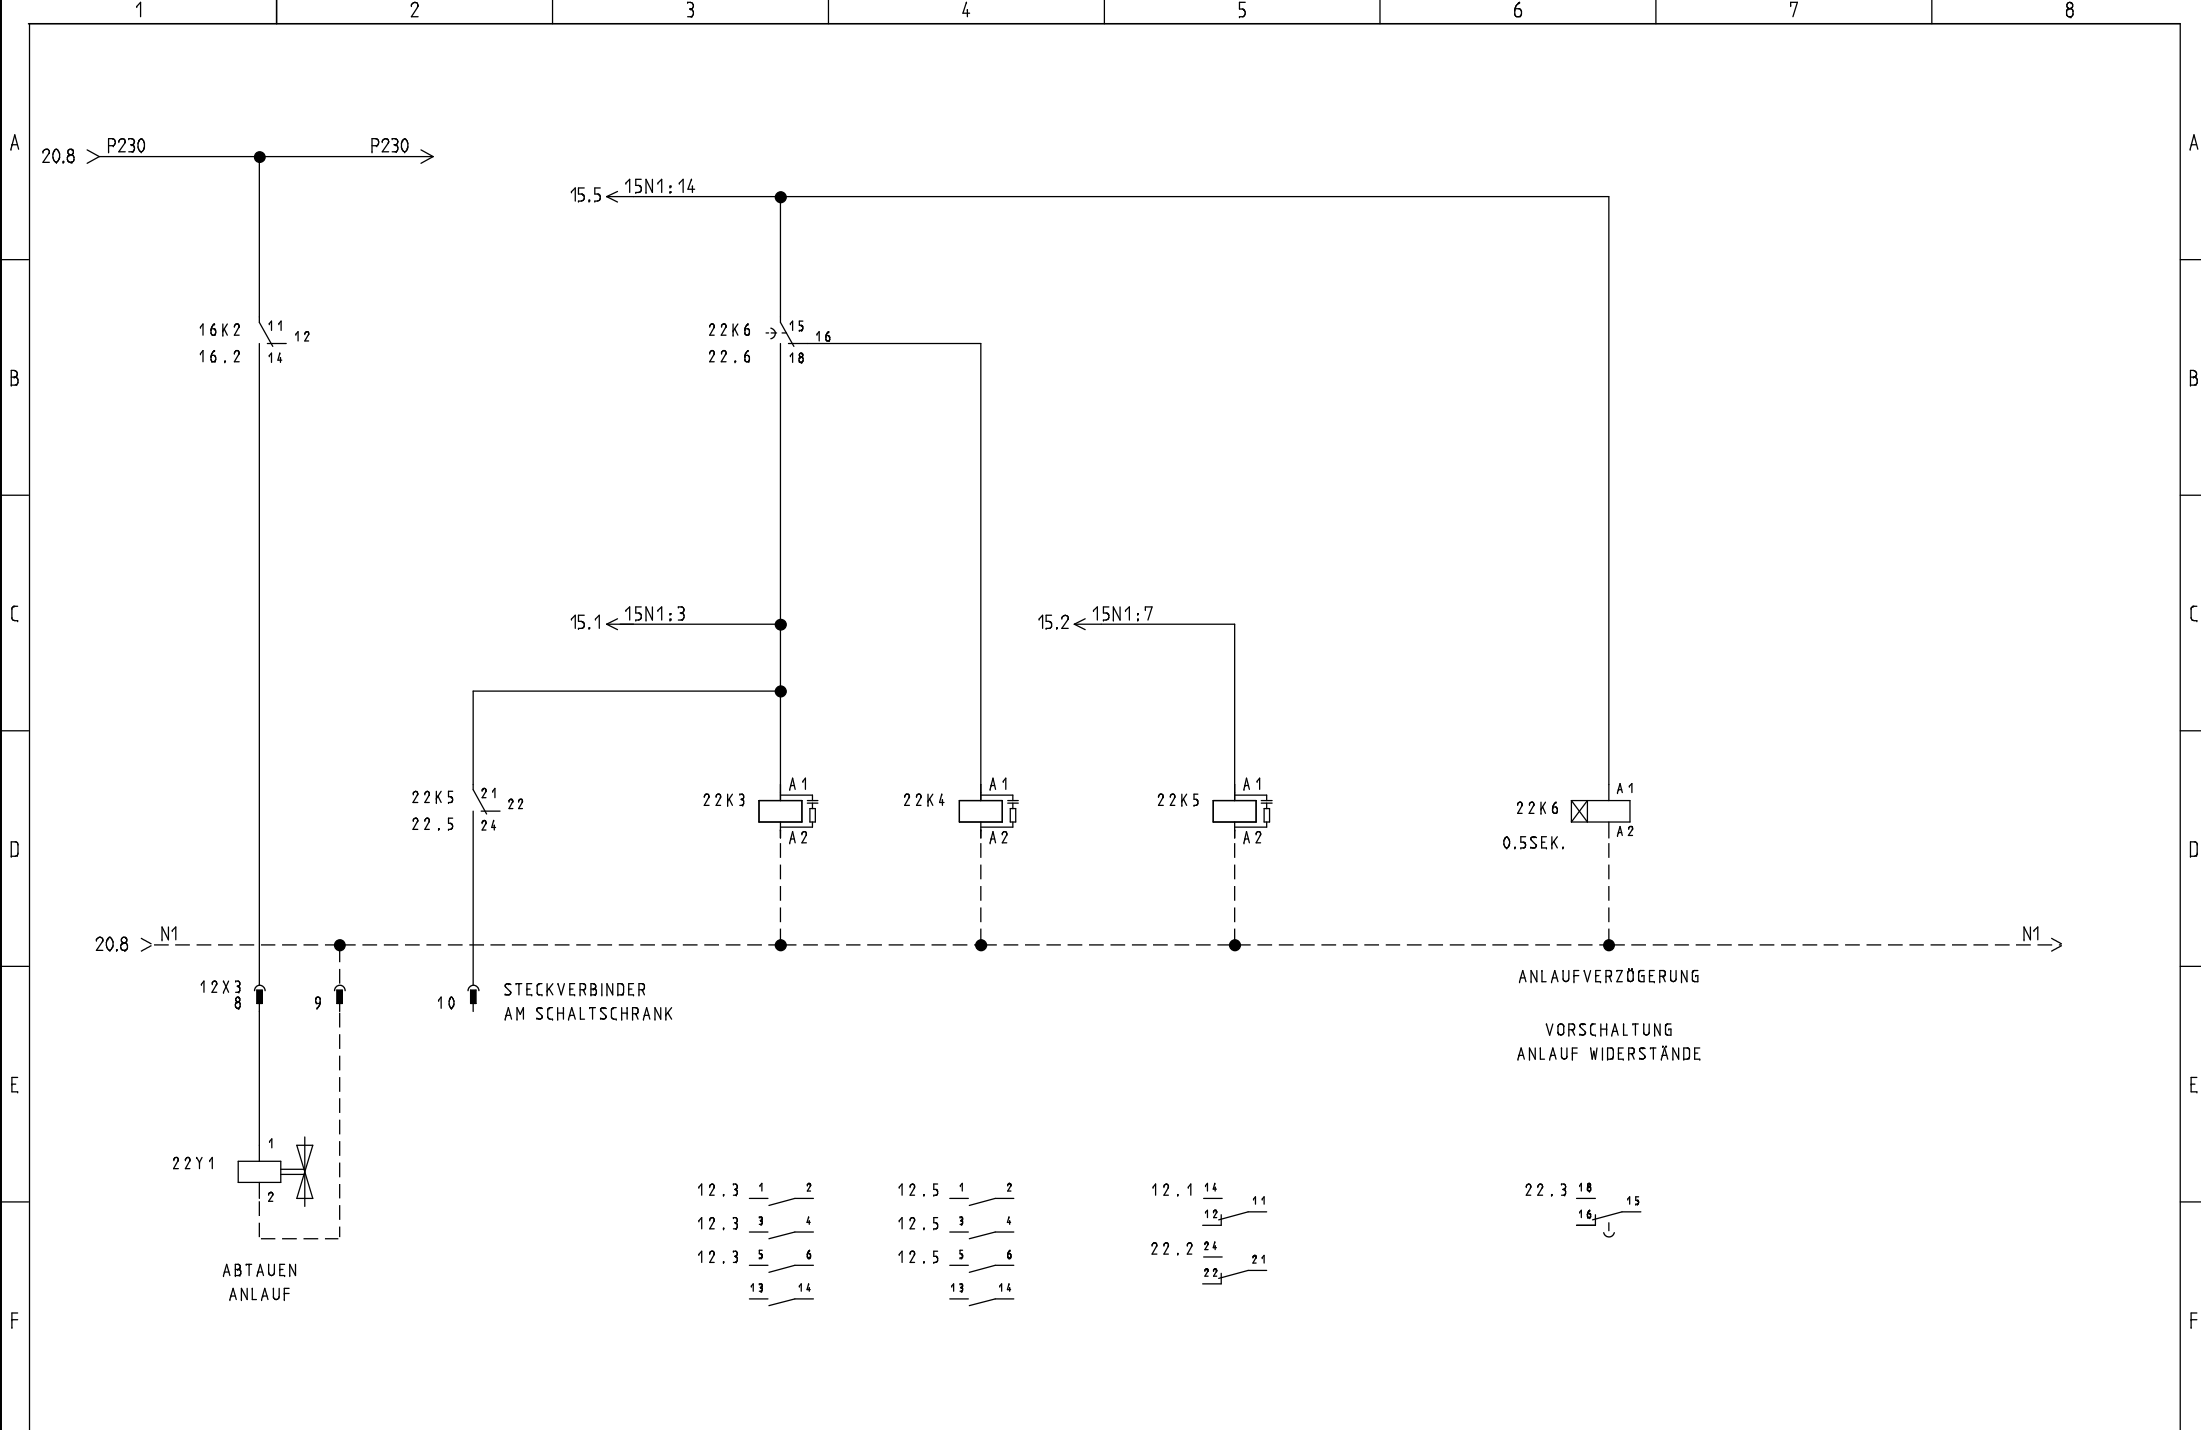 1 2 3 4 5 6 7 8
A A
20.8 P230 P230
15.5 15N1:14
16K2 11 12
16.2 14
22K6 15 16
22.6 18
B B
15.1 15N1:3
15.2 15N1:7
C C
22K5 21 22
22.5 24
22K3 A1
A2
22K4 A1
A2
22K5 A1
A2
22K6 A1
A2
0.5SEK.
D D
20.8 N1 N1
12X3
8 9 10
STECKVERBINDER
AM SCHALTSCHRANK
ANLAUFVERZÖGERUNG
VORSCHALTUNG
ANLAUF WIDERSTÄNDE
E E
22Y1 1
2
ABTAUEN
ANLAUF
12.3 1 2
12.3 3 4
12.3 5 6
13 14
12.5 1 2
12.5 3 4
12.5 5 6
13 14
12.1 14
12 11
22.2 24
22 21
22.3 18
16 15
F F